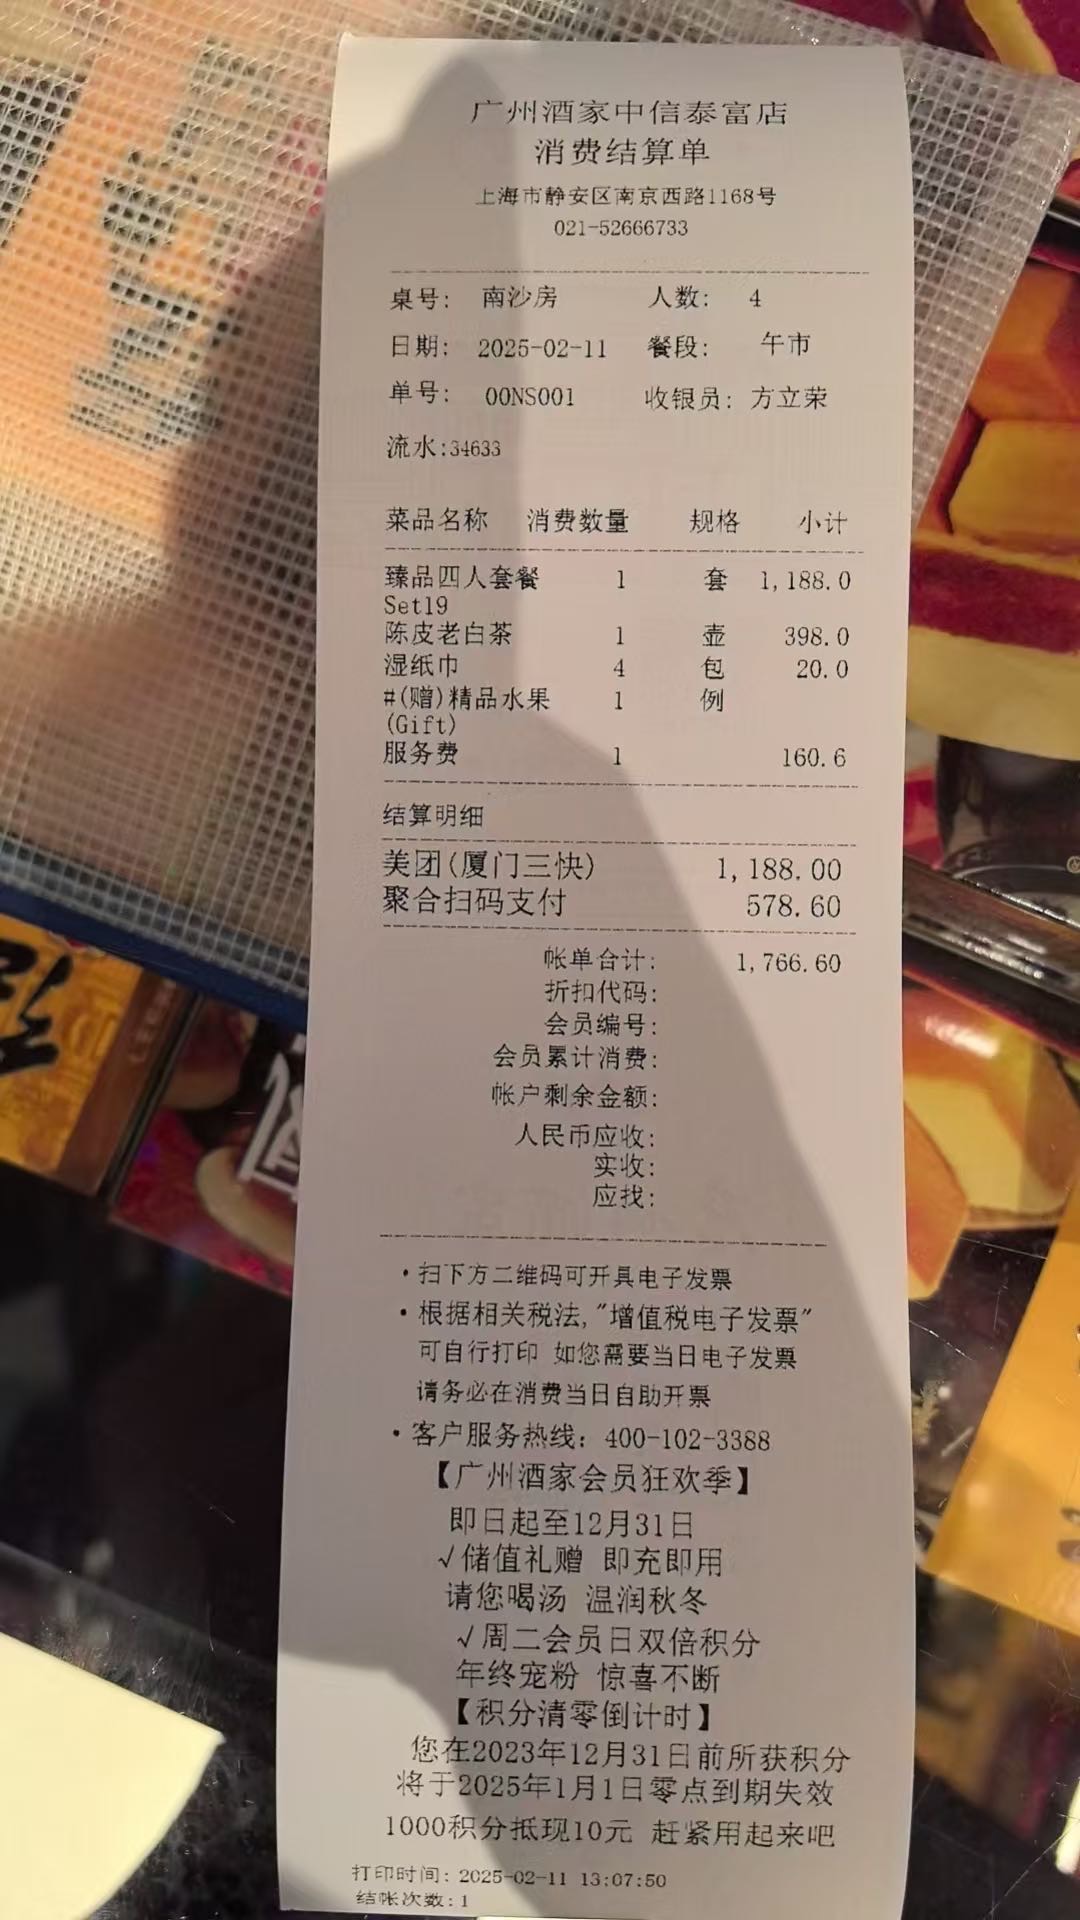 广州酒家中信泰富店
消费结算单
上海市静安区南京西路1168号
021-52666733
桌号: 南沙房 人数: 4
日期: 2025-02-11 餐段: 午市
单号: 00NS001 收银员: 方立荣
流水:34633
菜品名称 消费数量 规格 小计
臻品四人套餐 1 套 1,188.0
Set19
陈皮老白茶 1 壶 398.0
湿纸巾 4 包 20.0
#(赠)精品水果 1 例
(Gift)
服务费 1 160.6
结算明细
美团(厦门三快) 1,188.00
聚合扫码支付 578.60
帐单合计: 1,766.60
折扣代码:
会员编号:
会员累计消费:
帐户剩余金额:
人民币应收:
实收:
应找:
·扫下方二维码可开具电子发票
·根据相关税法,"增值税电子发票"
可自行打印 如您需要当日电子发票
请务必在消费当日自助开票
·客户服务热线: 400-102-3388
【广州酒家会员狂欢季】
即日起至12月31日
√储值礼赠 即充即用
请您喝汤 温润秋冬
√周二会员日双倍积分
年终宠粉 惊喜不断
【积分清零倒计时】
您在2023年12月31日前所获积分
将于2025年1月1日零点到期失效
1000积分抵现10元 赶紧用起来吧
打印时间: 2025-02-11 13:07:50
结帐次数:1